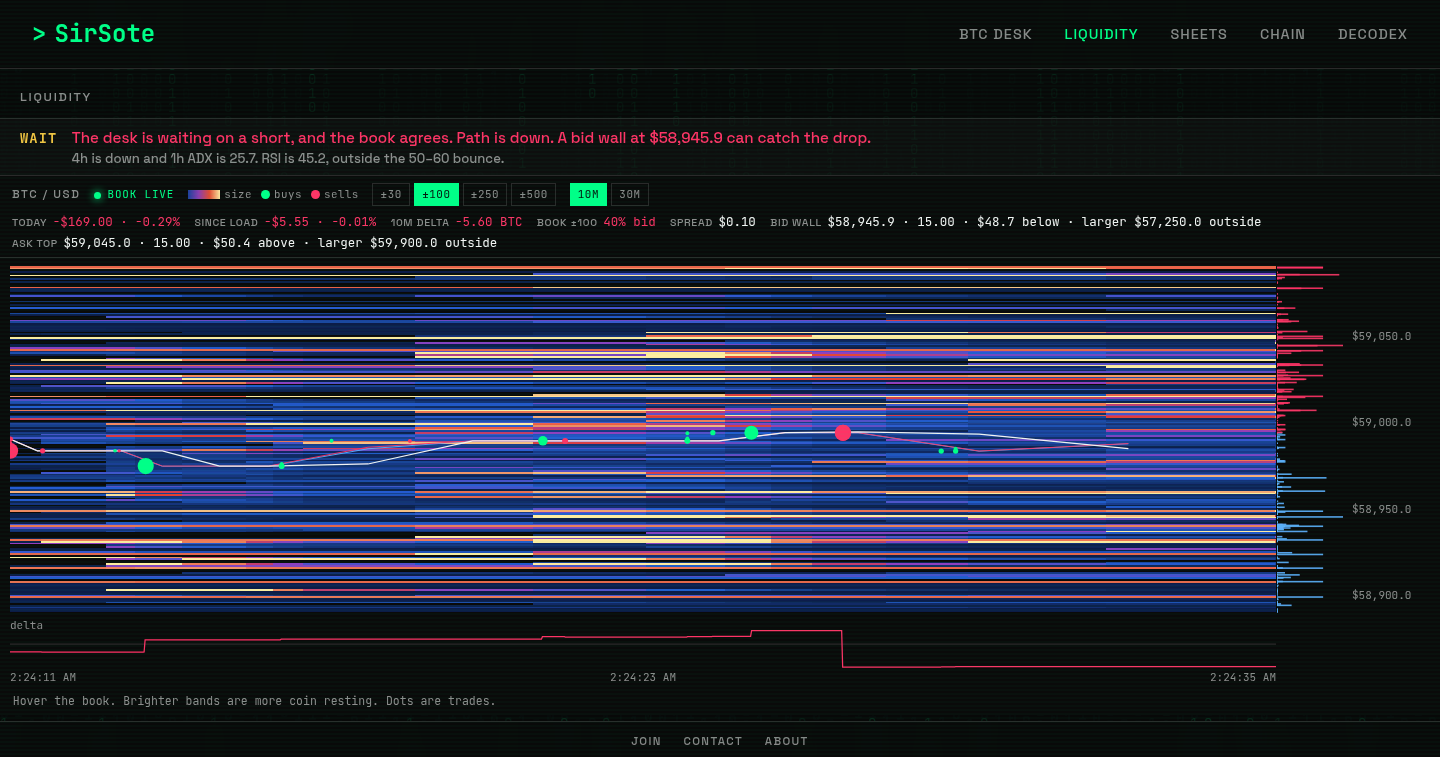 > SirSote
BTC DESK LIQUIDITY SHEETS CHAIN DECODEX
LIQUIDITY
WAIT The desk is waiting on a short, and the book agrees. Path is down. A bid wall at $58,945.9 can catch the drop.
4h is down and 1h ADX is 25.7. RSI is 45.2, outside the 50–60 bounce.
BTC / USD BOOK LIVE size buys sells ±30 ±100 ±250 ±500 10M 30M
TODAY -$169.00 · -0.29% SINCE LOAD -$5.55 · -0.01% 10M DELTA -5.60 BTC BOOK ±100 40% bid SPREAD $0.10 BID WALL $58,945.9 · 15.00 · $48.7 below · larger $57,250.0 outside
ASK TOP $59,045.0 · 15.00 · $50.4 above · larger $59,900.0 outside
$59,050.0
$59,000.0
$58,950.0
$58,900.0
delta
2:24:11 AM 2:24:23 AM 2:24:35 AM
Hover the book. Brighter bands are more coin resting. Dots are trades.
JOIN CONTACT ABOUT